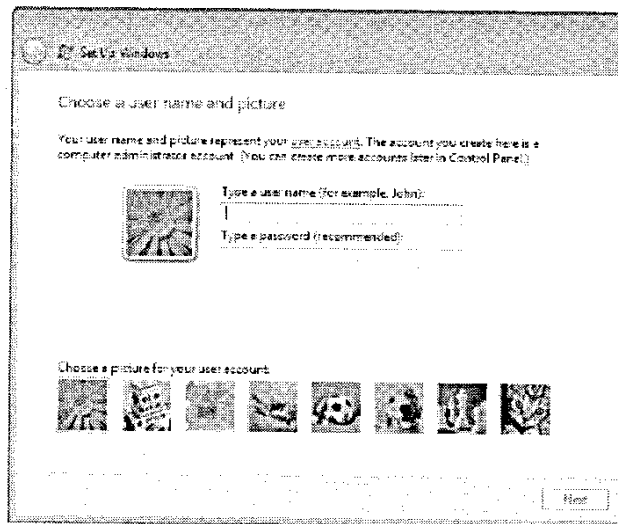 Set Up Windows
Choose a user name and picture
Your user name and picture represent your user account. The account you create here is a
computer administrator account. (You can create more accounts later in Control Panel.)
Type a user name (for example, John):
Type a password (recommended):
Choose a picture for your user account:
Next